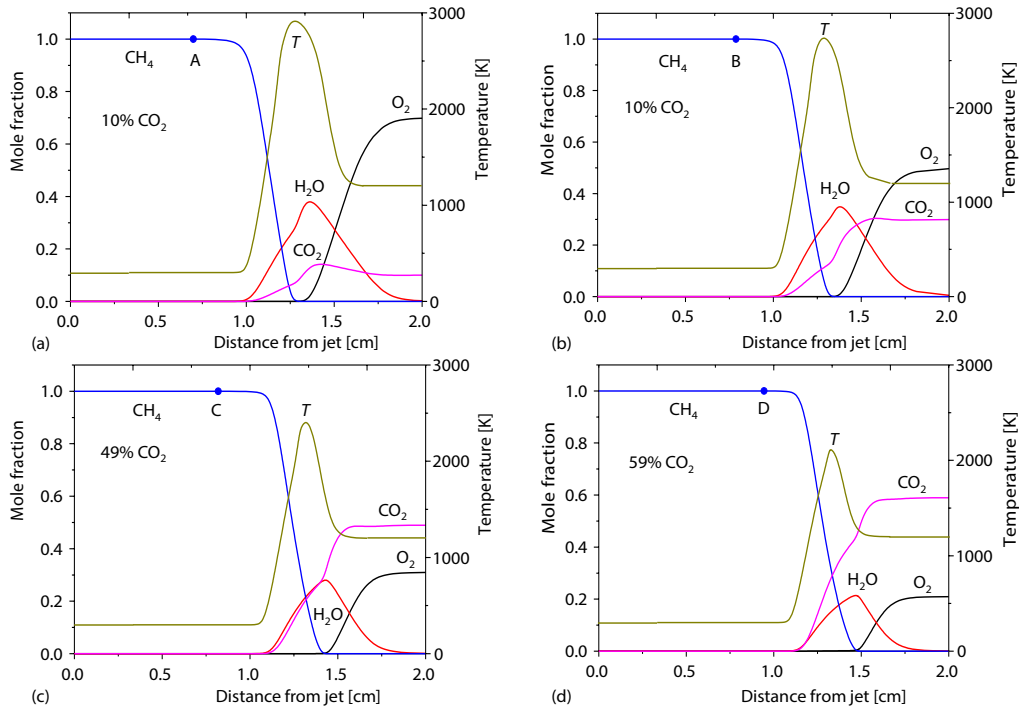 3000
1.0
T
CH4
A
0.8
O2
2000
10% CO2
0.6
Mole fraction
Temperature [K]
H2O
0.4
1000
CO2
0.2
0.0
0
0.0 0.5 1.0 1.5 2.0
(a) Distance from jet [cm]
3000
T
1.0
CH4
B
0.8
2000
10% CO2
0.6
Mole fraction
Temperature [K]
O2
H2O
0.4
1000
CO2
0.2
0.0
0
0.0 0.5 1.0 1.5 2.0
(b) Distance from jet [cm]
3000
1.0
CH4
C
T
0.8
2000
49% CO2
Mole fraction
Temperature [K]
0.6
CO2
0.4
1000
O2
0.2
H2O
0.0
0
0.0 0.5 1.0 1.5 2.0
(c) Distance from jet [cm]
3000
1.0
CH4
D
T
0.8
2000
59% CO2
Mole fraction
Temperature [K]
CO2
0.6
0.4
1000
H2O
O2
0.2
0.0
0
0.0 0.5 1.0 1.5 2.0
(d) Distance from jet [cm]